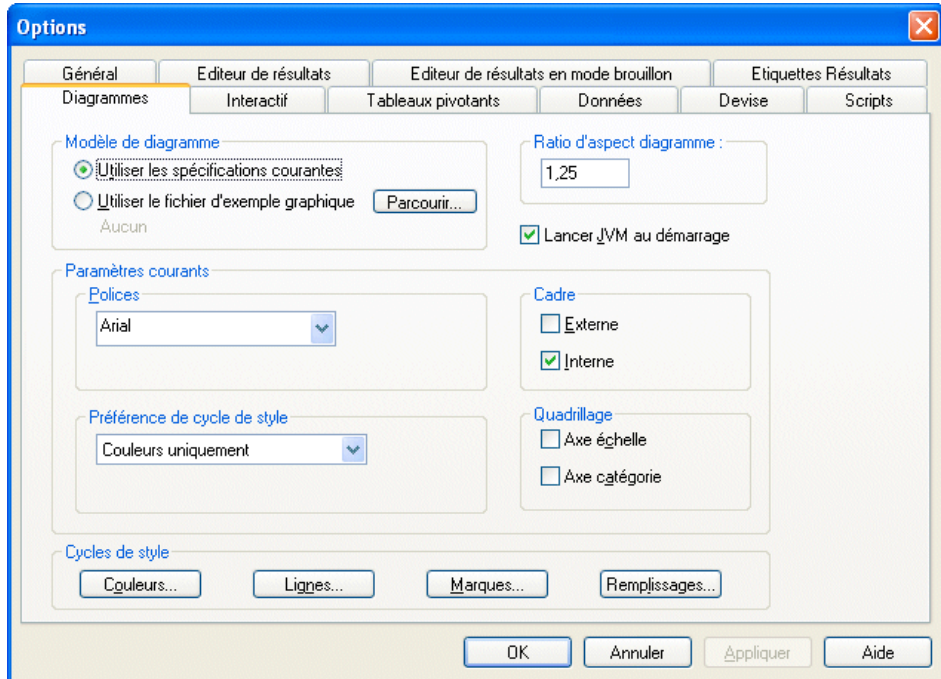 Options
Général
Editeur de résultats
Editeur de résultats en mode brouillon
Etiquettes Résultats
Diagrammes
Interactif
Tableaux pivotants
Données
Devise
Scripts
Modèle de diagramme
Utiliser les spécifications courantes
Utiliser le fichier d'exemple graphique
Parcourir...
Aucun
Ratio d'aspect diagramme :
1,25
Lancer JVM au démarrage
Paramètres courants
Polices
Arial
Cadre
Externe
Interne
Préférence de cycle de style
Couleurs uniquement
Quadrillage
Axe échelle
Axe catégorie
Cycles de style
Couleurs...
Lignes...
Marques...
Remplissages...
OK
Annuler
Appliquer
Aide